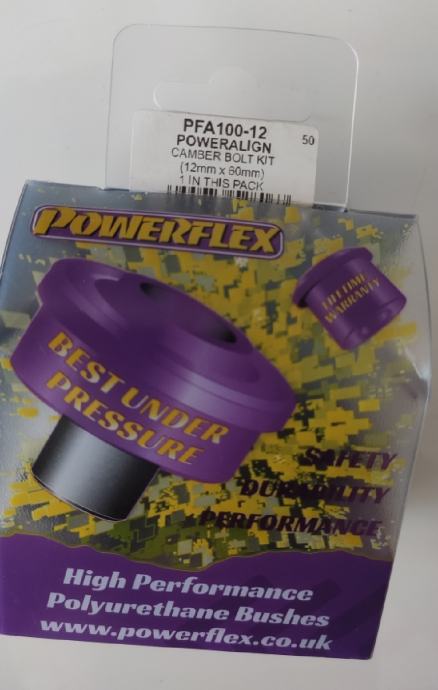 PFA100-12
50
POWERALIGN
CAMBER BOLT KIT
(12mm x 60mm)
1 IN THIS PACK
POWERFLEX
LIFETIME
WARRANTY
BEST UNDER
PRESSURE
SAFETY
DURABILITY
PERFORMANCE
High Performance
Polyurethane Bushes
www.powerflex.co.uk